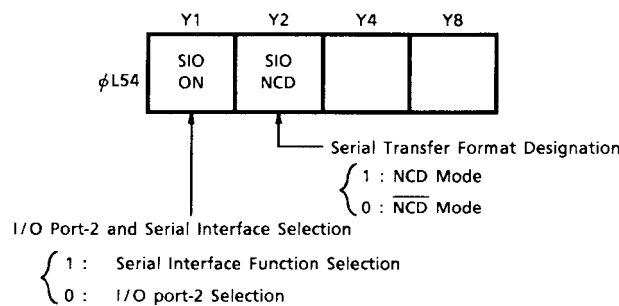 Y1 Y2 Y4 Y8
SIO SIO
φL54
ON NCD
Serial Transfer Format Designation
1 : NCD Mode
0 : N̅C̅D̅ Mode
I/O Port-2 and Serial Interface Selection
1 : Serial Interface Function Selection
0 : I/O port-2 Selection